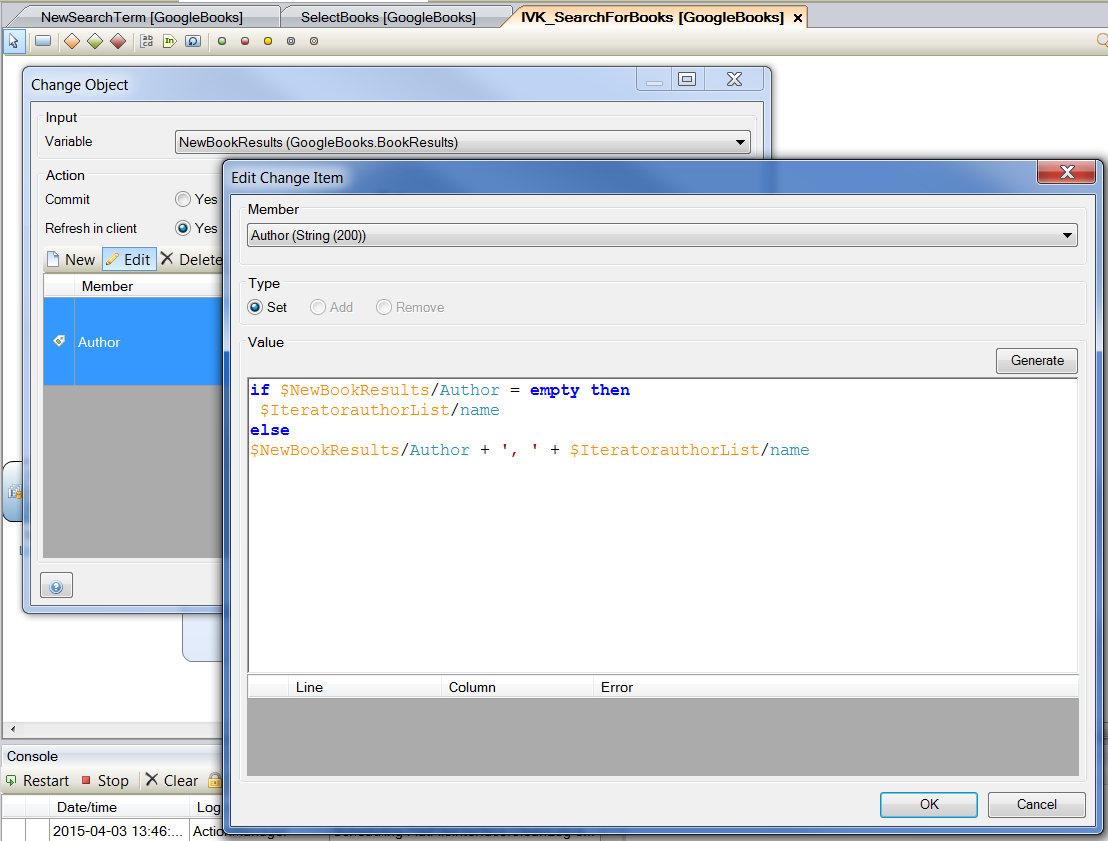 NewSearchTerm [GoogleBooks]
SelectBooks [GoogleBooks]
IVK_SearchForBooks [GoogleBooks]
Change Object
Input
Variable
NewBookResults (GoogleBooks.BookResults)
Action
Commit
Yes
Refresh in client
Yes
New
Edit
Delete
Member
Author
Edit Change Item
Member
Author (String (200))
Type
Set
Add
Remove
Value
Generate
if $NewBookResults/Author = empty then
$IteratorauthorList/name
else
$NewBookResults/Author + ', ' + $IteratorauthorList/name
Line
Column
Error
OK
Cancel
Console
Restart
Stop
Clear
Date/time
Log
2015-04-03 13:46:...